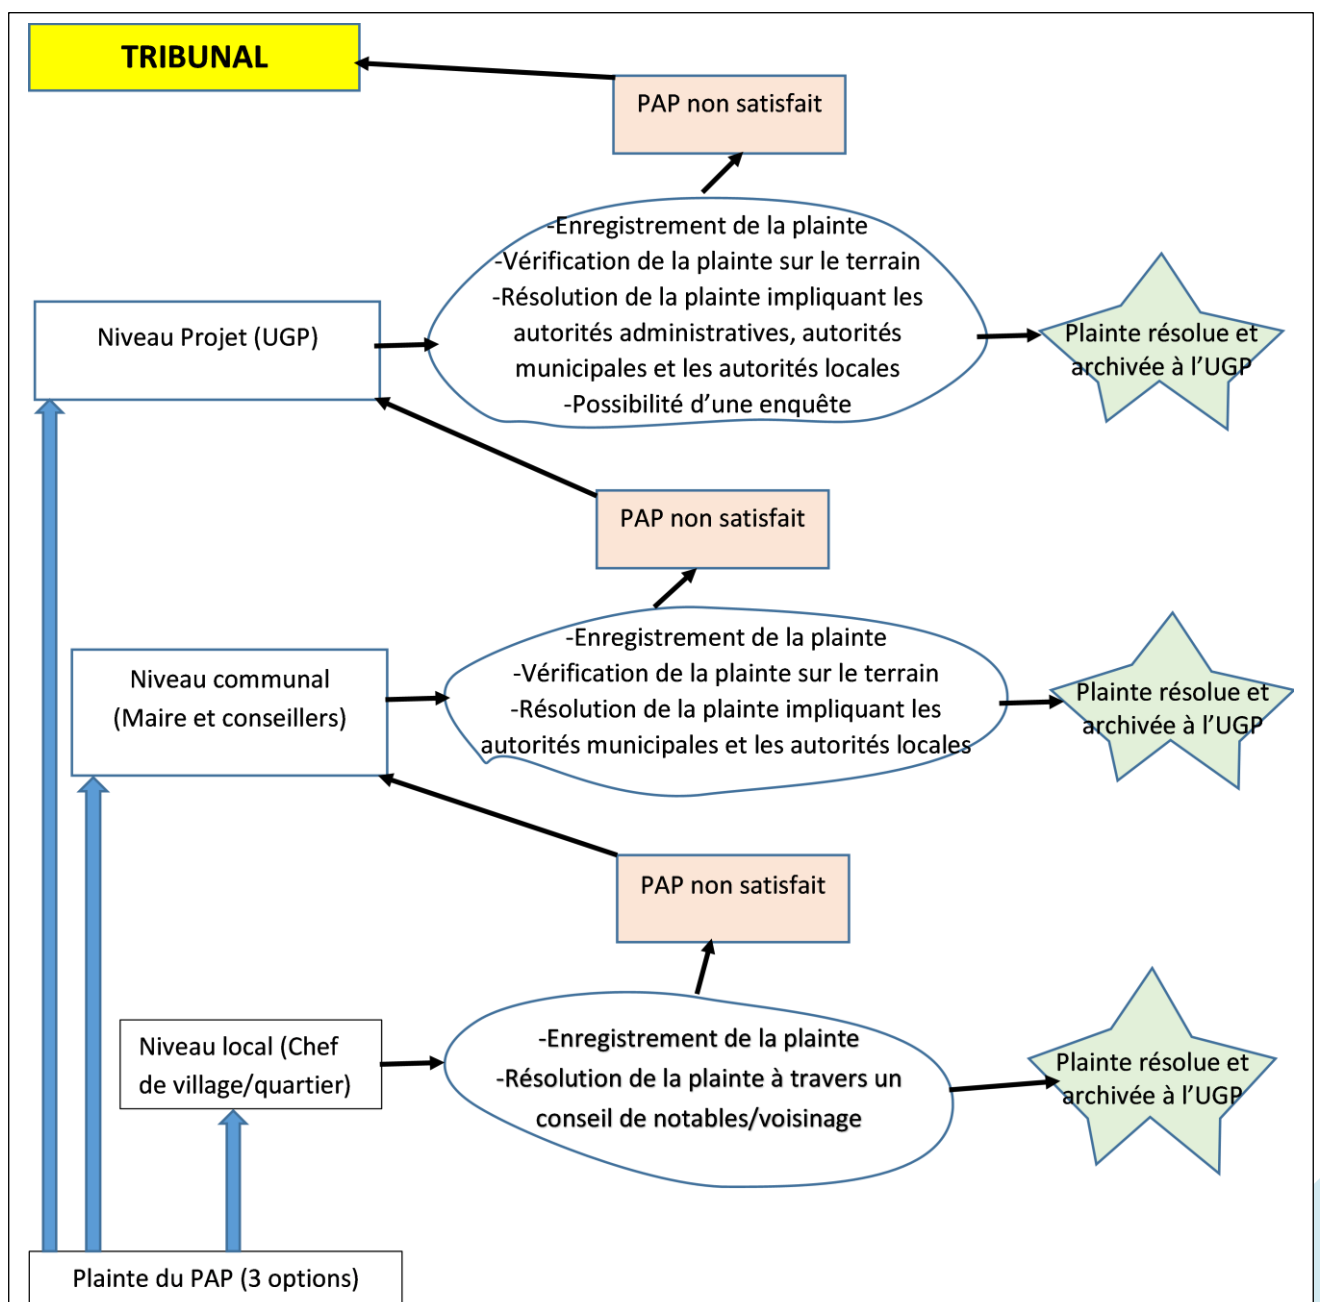 TRIBUNAL
PAP non satisfait
-Enregistrement de la plainte
-Vérification de la plainte sur le terrain
-Résolution de la plainte impliquant les
autorités administratives, autorités
municipales et les autorités locales
-Possibilité d’une enquête
Niveau Projet (UGP)
Plainte résolue et
archivée à l’UGP
PAP non satisfait
-Enregistrement de la plainte
-Vérification de la plainte sur le terrain
-Résolution de la plainte impliquant les
autorités municipales et les autorités locales
Niveau communal
(Maire et conseillers)
Plainte résolue et
archivée à l’UGP
PAP non satisfait
Niveau local (Chef
de village/quartier)
-Enregistrement de la plainte
-Résolution de la plainte à travers un
conseil de notables/voisinage
Plainte résolue et
archivée à l’UGP
Plainte du PAP (3 options)